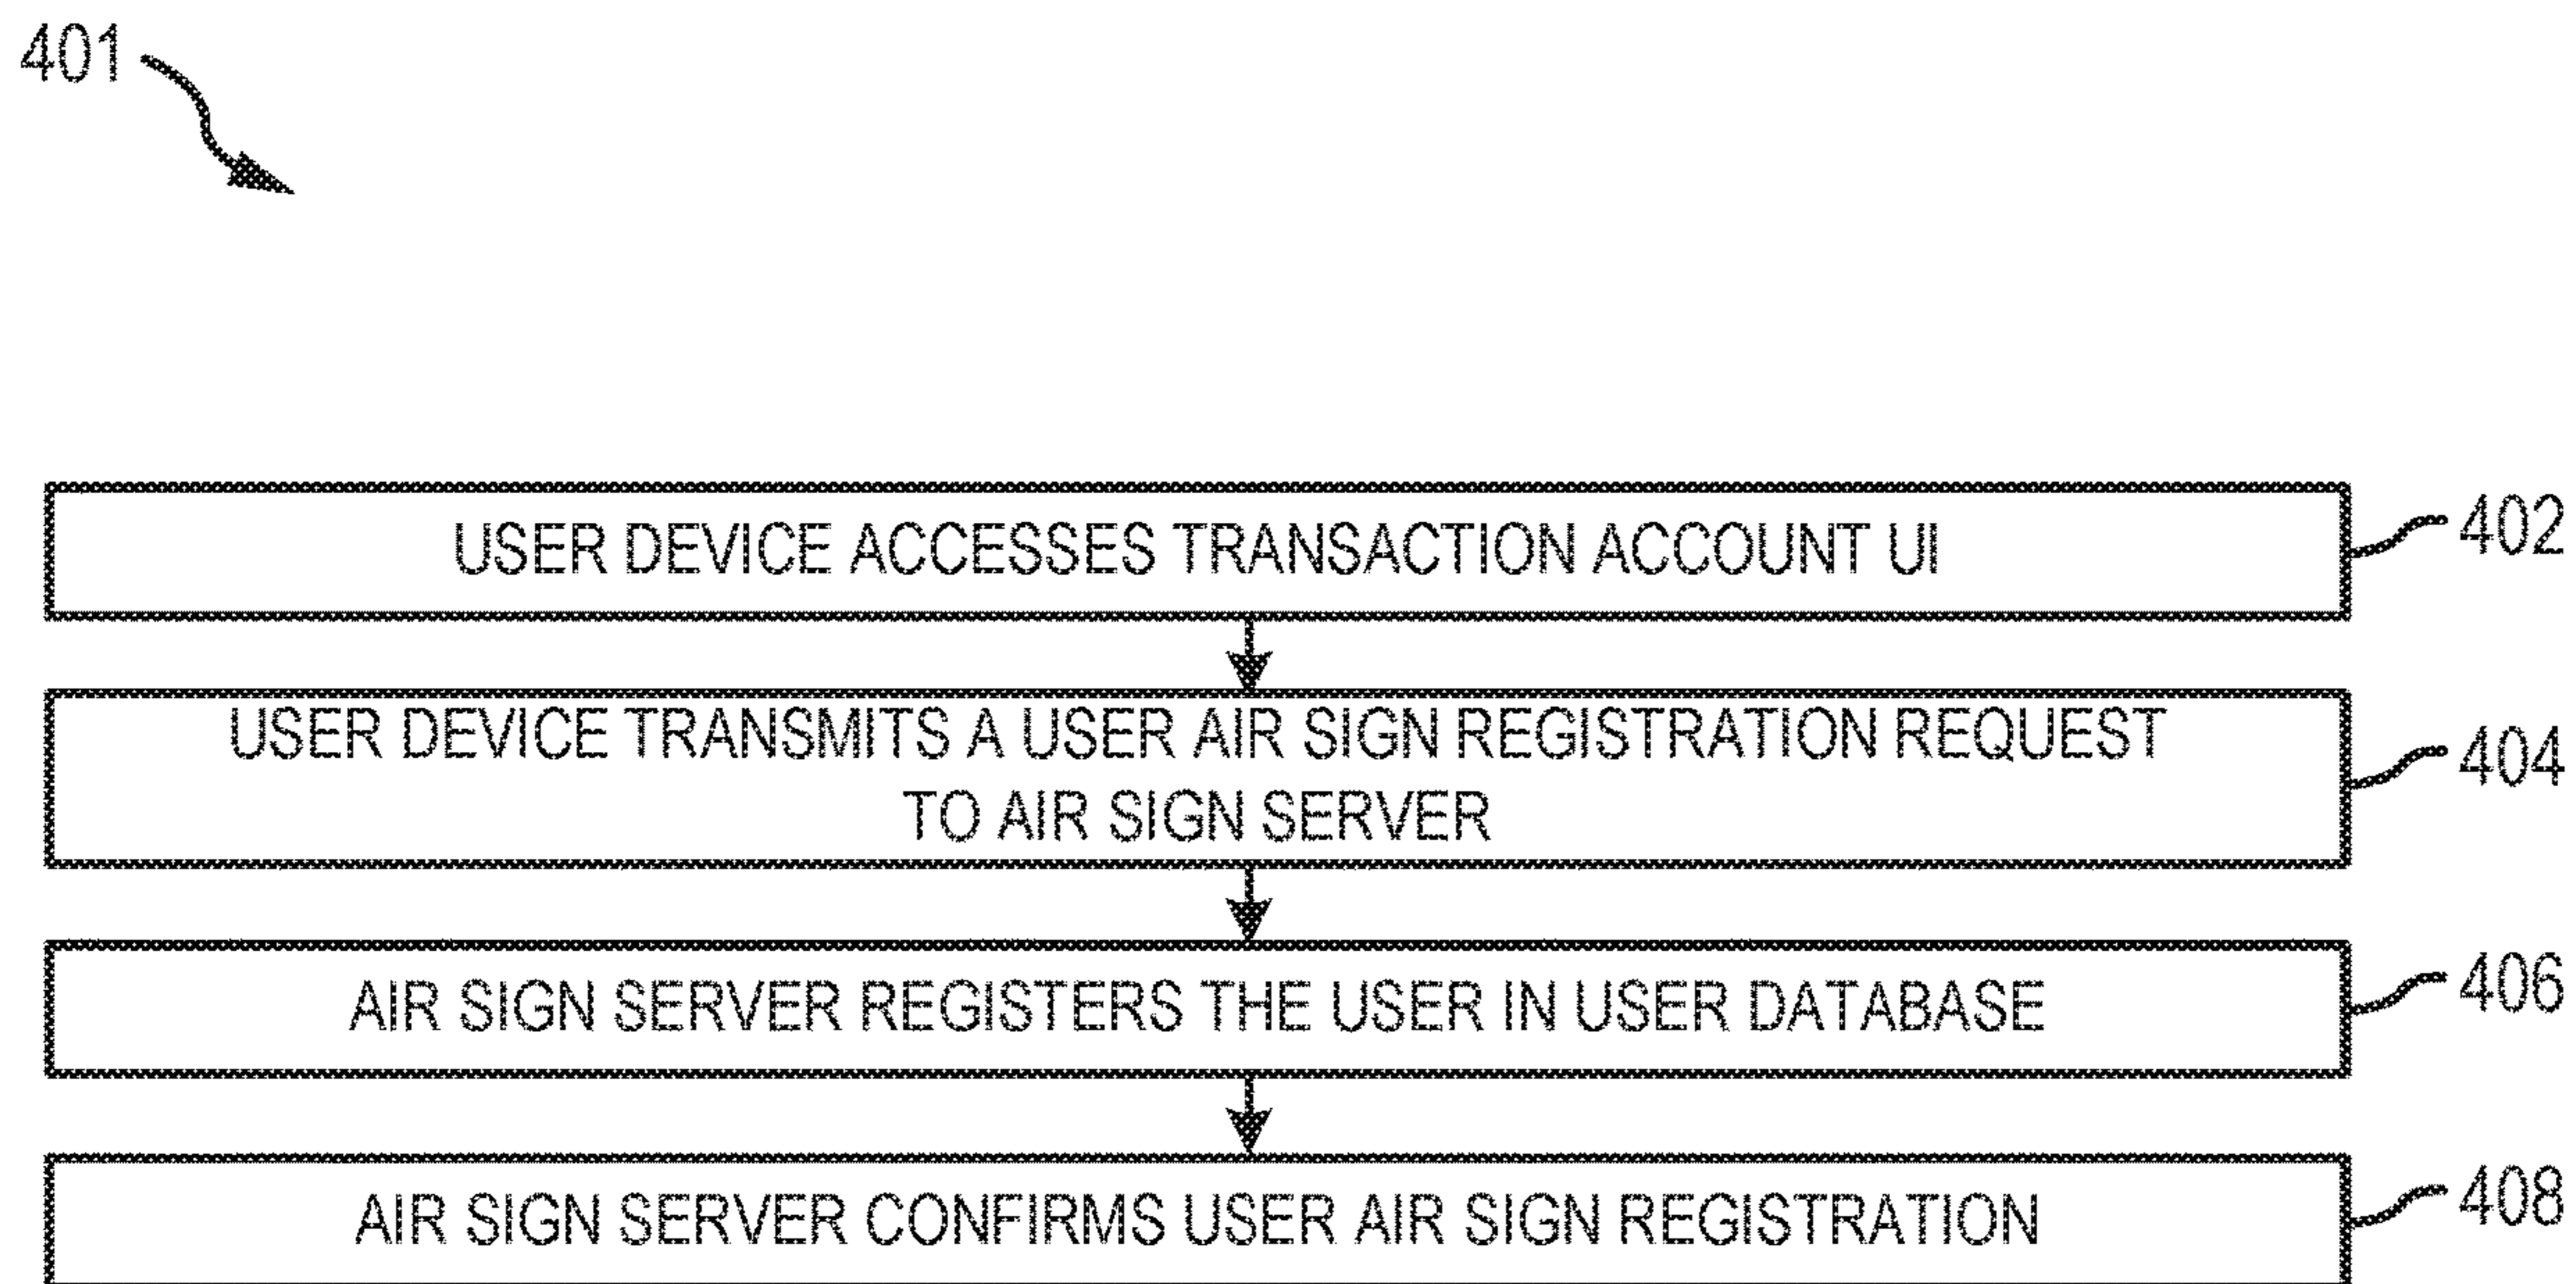 401
USER DEVICE ACCESSES TRANSACTION ACCOUNT UI
402
USER DEVICE TRANSMITS A USER AIR SIGN REGISTRATION REQUEST
TO AIR SIGN SERVER
404
AIR SIGN SERVER REGISTERS THE USER IN USER DATABASE
406
AIR SIGN SERVER CONFIRMS USER AIR SIGN REGISTRATION
408